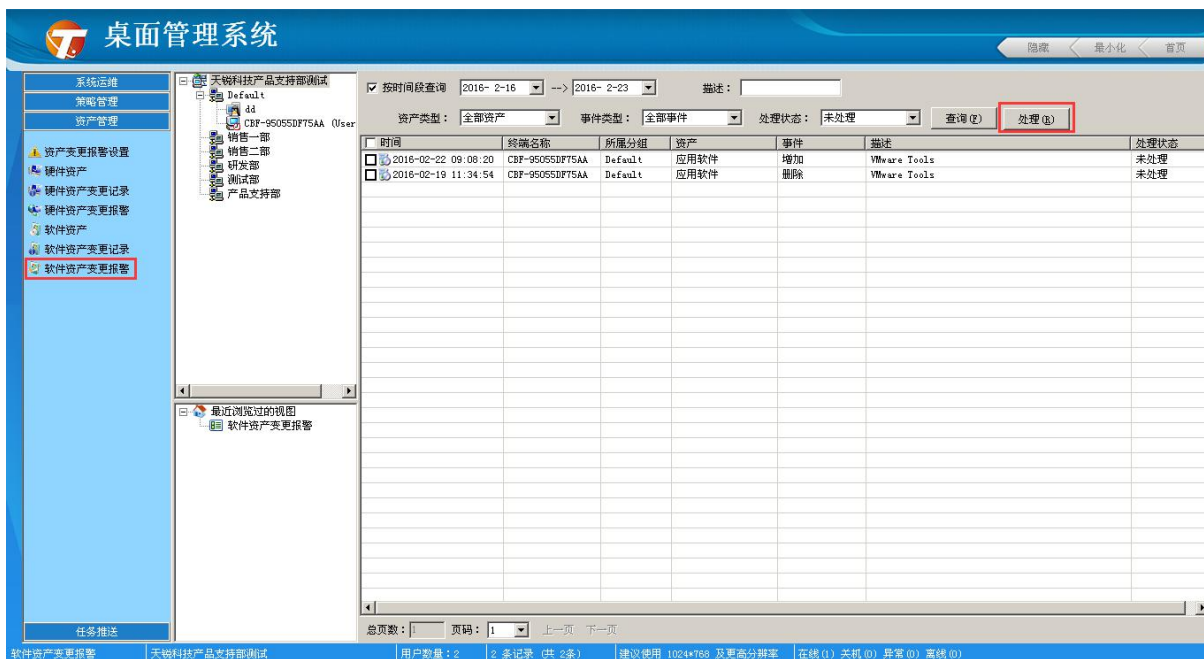 桌面管理系统
隐藏 最小化 首页
系统运维
策略管理
资产管理
资产变更报警设置
硬件资产
硬件资产变更记录
硬件资产变更报警
软件资产
软件资产变更记录
软件资产变更报警
任务推送
天锐科技产品支持部测试
Default
dd
CBF-95055DF75AA (User
销售一部
销售二部
研发部
测试部
产品支持部
最近浏览过的视图
软件资产变更报警
按时间段查询 2016- 2-16 --> 2016- 2-23 描述：
资产类型： 全部资产 事件类型： 全部事件 处理状态： 未处理 查询(F) 处理(R)
时间 终端名称 所属分组 资产 事件 描述 处理状态
2016-02-22 09:08:20 CBF-95055DF75AA Default 应用软件 增加 VMware Tools 未处理
2016-02-19 11:34:54 CBF-95055DF75AA Default 应用软件 删除 VMware Tools 未处理
总页数： 1 页码： 1 上一页 下一页
软件资产变更报警 天锐科技产品支持部测试 用户数量：2 2 条记录 (共 2条) 建议使用 1024*768 及更高分辨率 在线(1) 关机(0) 异常(0) 离线(0)